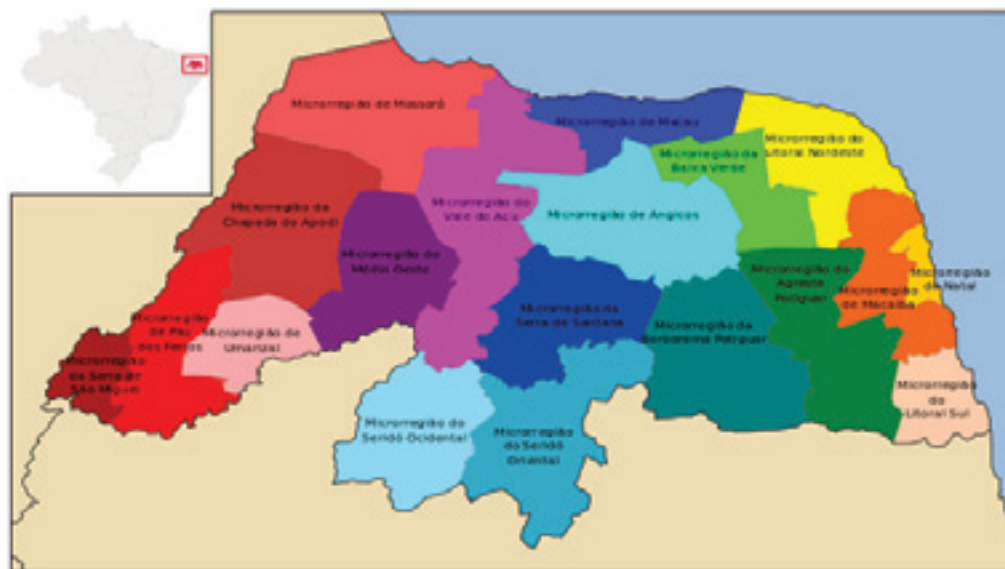 Microrregião de Mossoró
Microrregião de Macau
Microrregião do
Litoral Nordeste
Microrregião da
Baixa Verde
Microrregião da
Chapada do Apodi
Microrregião do
Vale do Açu
Microrregião de Angicos
Microrregião do
Médio Oeste
Microrregião do
Agreste
Potiguar
Microrregião
de Natal
Microrregião
de Macaíba
Microrregião
de Pau
dos Ferros
Microrregião de
Umarizal
Microrregião da
Serra de Santana
Microrregião da
Borborema Potiguar
Microrregião
da Serra de
São Miguel
Microrregião do
Seridó Ocidental
Microrregião
do Seridó
Oriental
Microrregião
do
Litoral Sul